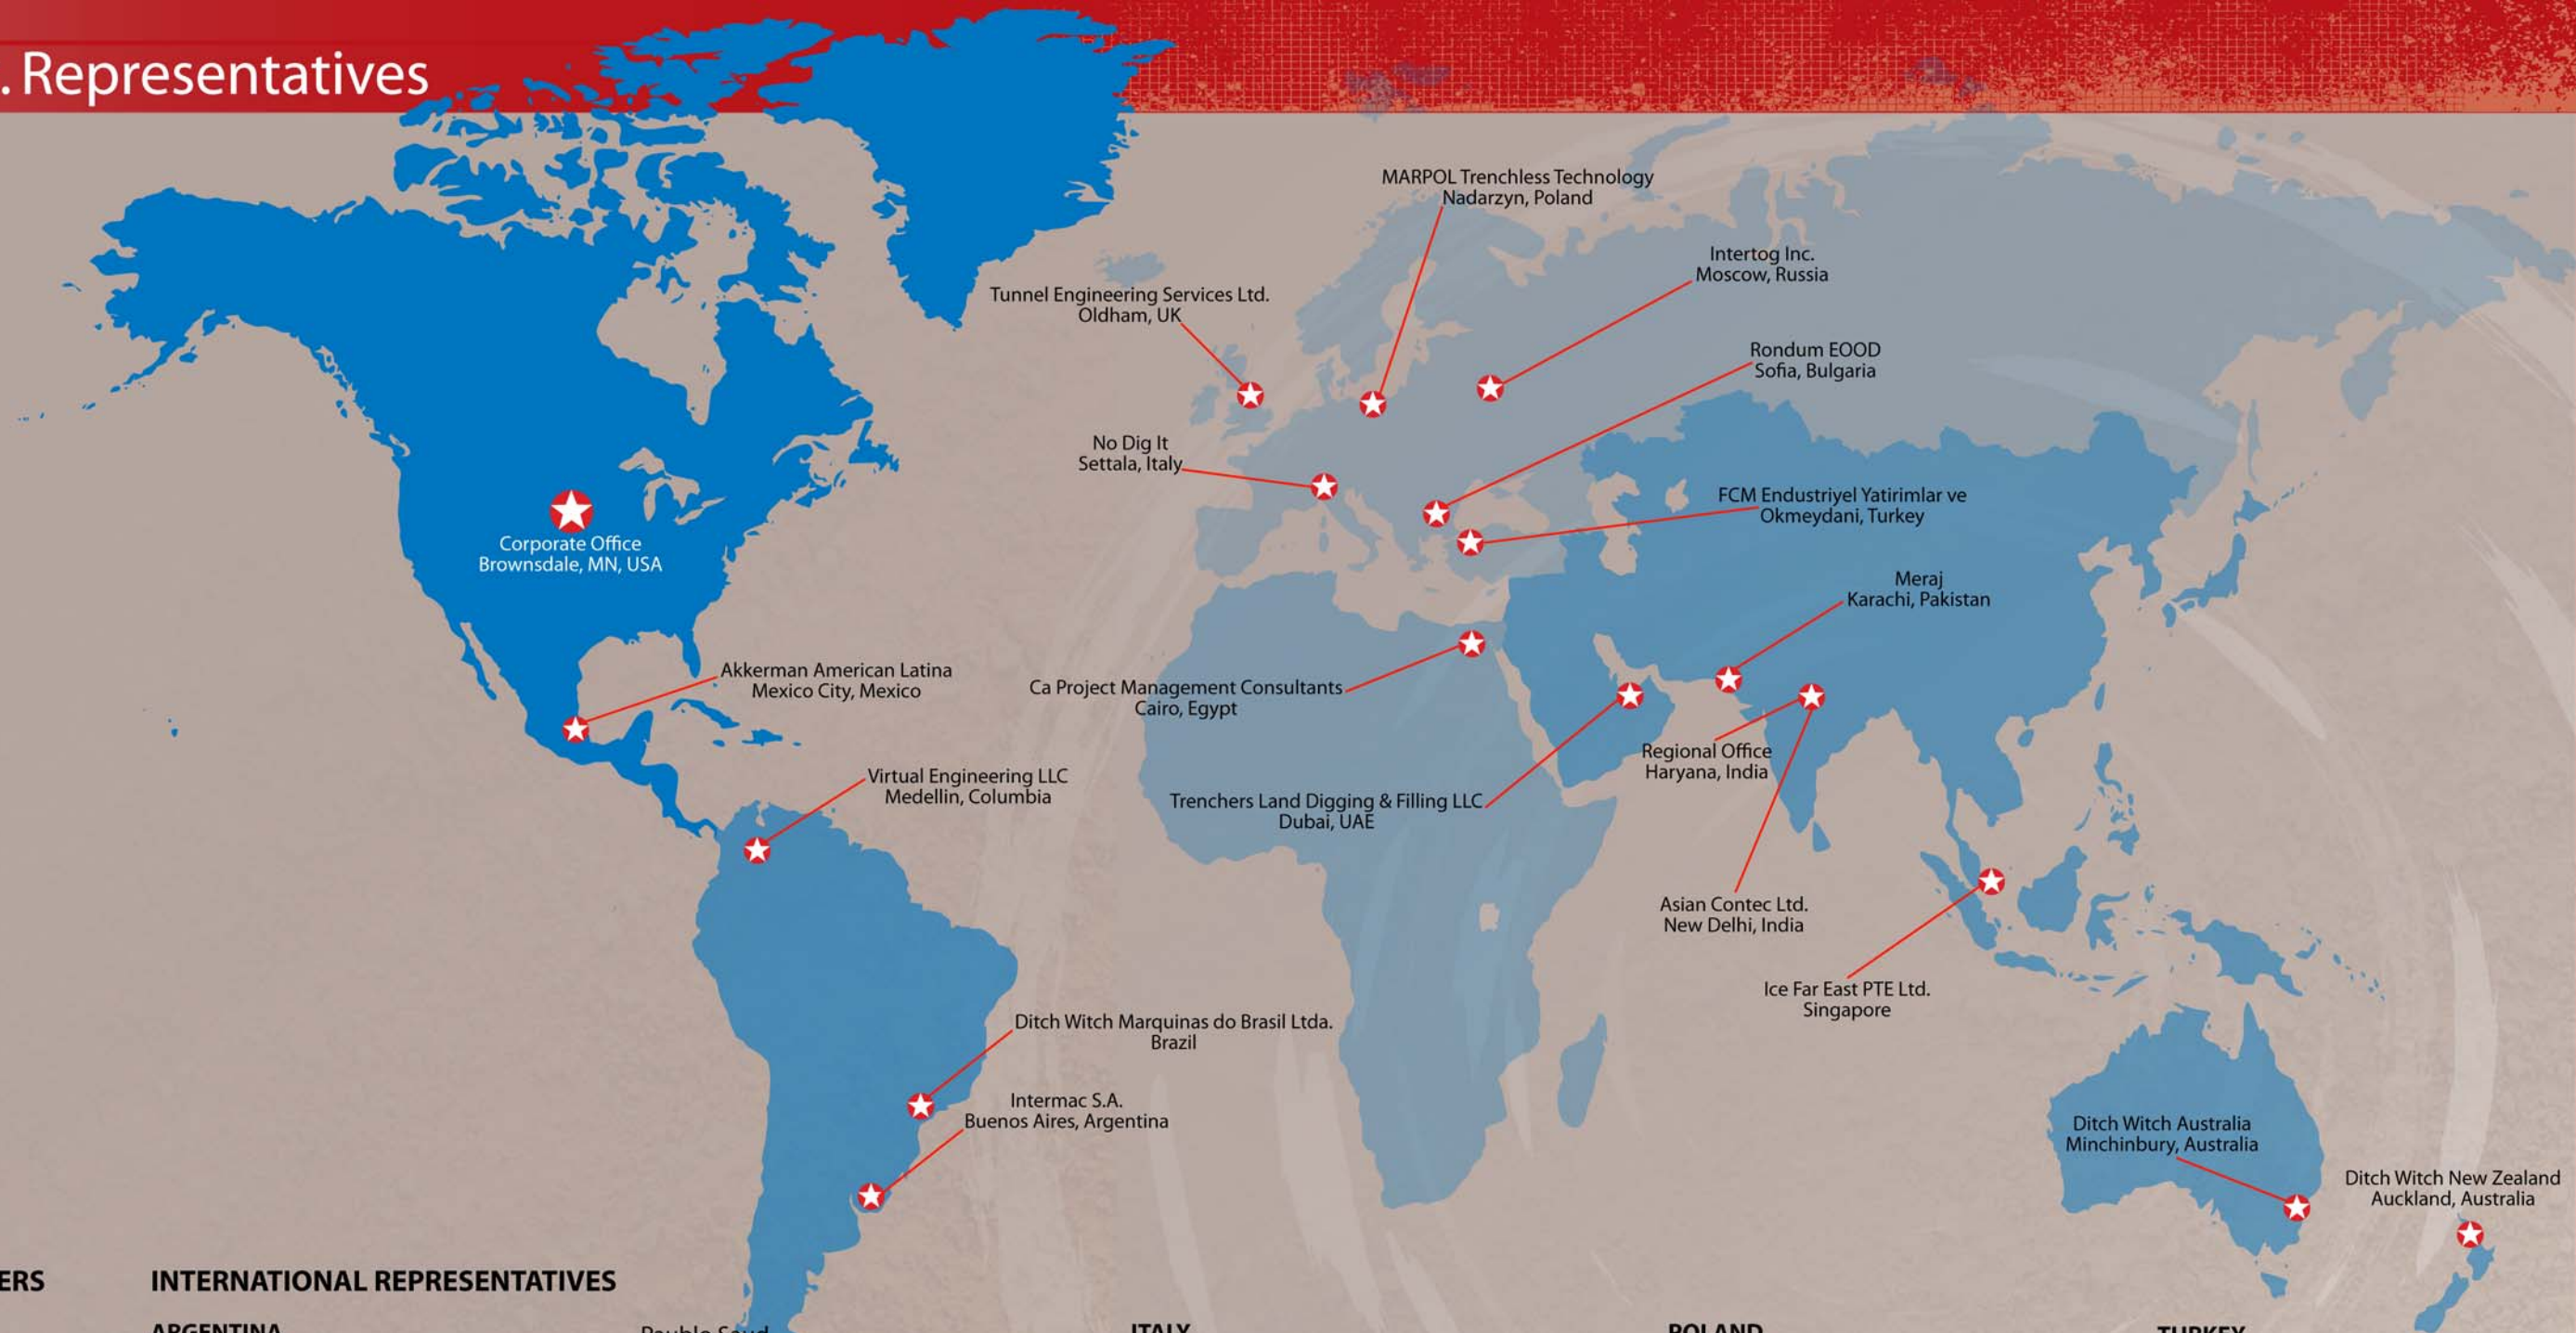 . Representatives
MARPOL Trenchless Technology
Nadarzyn, Poland
Intertog Inc.
Moscow, Russia
Tunnel Engineering Services Ltd.
Oldham, UK
Rondum EOOD
Sofia, Bulgaria
No Dig It
Settala, Italy
FCM Endustriyel Yatirimlar ve
Okmeydani, Turkey
Corporate Office
Brownsdale, MN, USA
Meraj
Karachi, Pakistan
Akkerman American Latina
Mexico City, Mexico
Ca Project Management Consultants
Cairo, Egypt
Regional Office
Haryana, India
Virtual Engineering LLC
Medellin, Columbia
Trenchers Land Digging & Filling LLC
Dubai, UAE
Asian Contec Ltd.
New Delhi, India
Ice Far East PTE Ltd.
Singapore
Ditch Witch Marquinas do Brasil Ltda.
Brazil
Intermac S.A.
Buenos Aires, Argentina
Ditch Witch Australia
Minchinbury, Australia
Ditch Witch New Zealand
Auckland, Australia
ERS
INTERNATIONAL REPRESENTATIVES
ARGENTINA
ITALY
POLAND
TURKEY